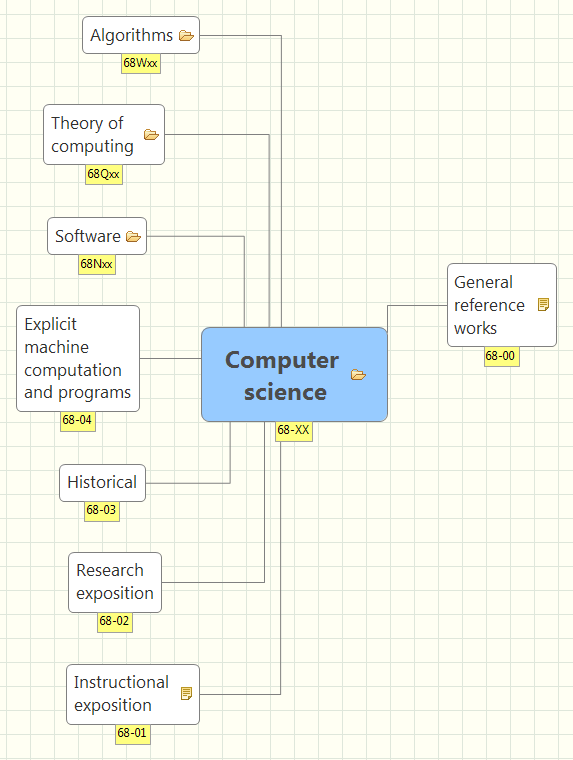 Algorithms
68Wxx
Theory of
computing
68Qxx
Software
68Nxx
General
reference
works
68-00
Explicit
machine
computation
and programs
68-04
Computer
science
68-XX
Historical
68-03
Research
exposition
68-02
Instructional
exposition
68-01